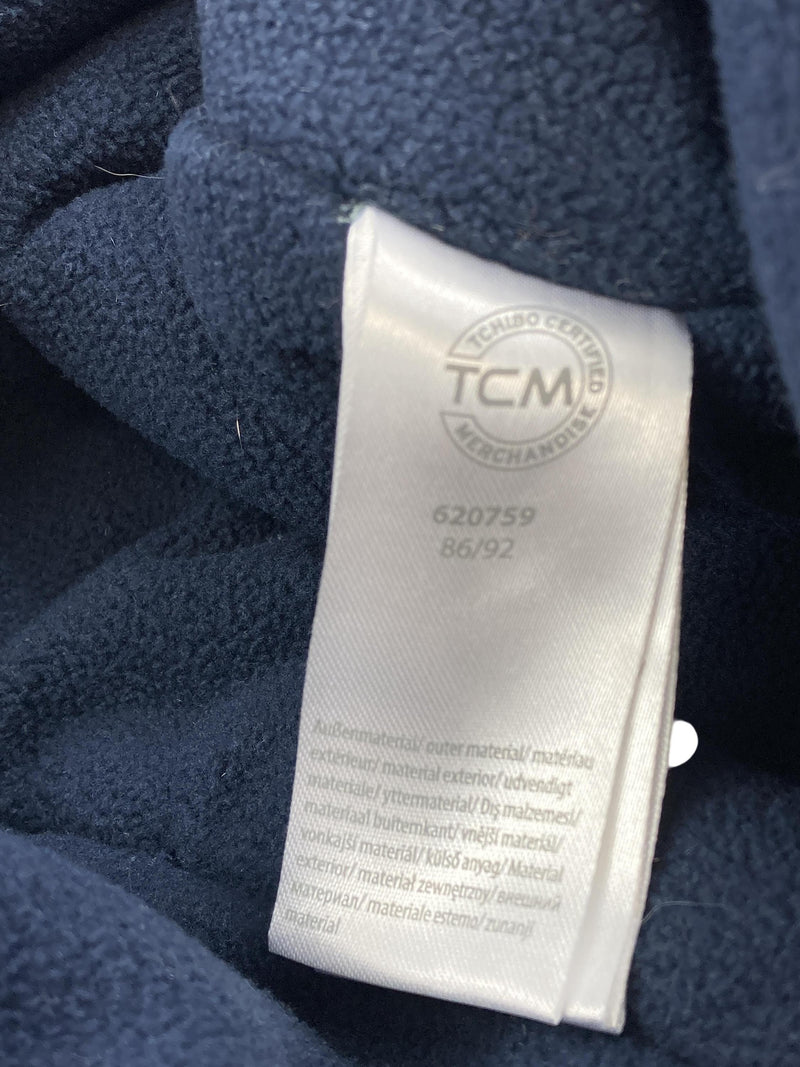 TCHIBO CERTIFIED
TCM
MERCHANDISE
620759
86/92
Außenmaterial/ outer material/ matériau
extérieur/ material exterior/ udvendigt
materiale/ yttermaterial/ Dış malzemesi/
materiaal buitenkant/ vnější materiál/
vonkajší materiál/ külső anyag/ Material
exterior/ materiał zewnętrzny/ внешний
материал/ materiale esterno/ zunanji
material